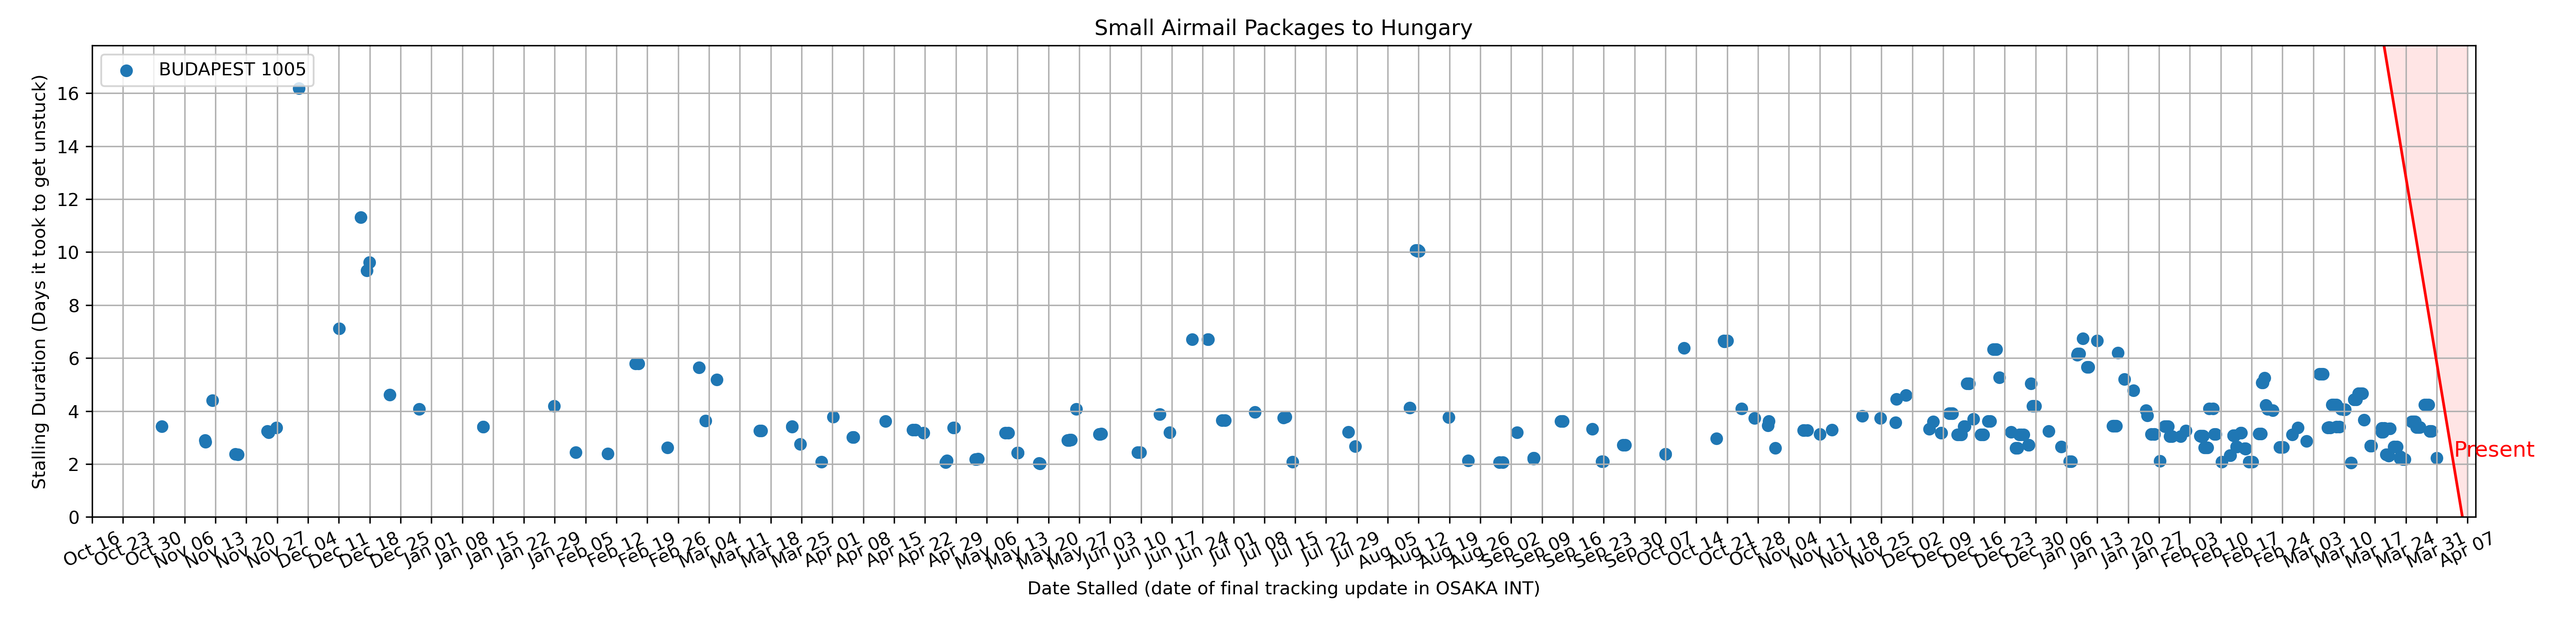 Small Airmail Packages to Hungary
BUDAPEST 1005
Stalling Duration (Days it took to get unstuck)
16
14
12
10
8
6
4
2
0
Present
Oct 16 Oct 23 Oct 30 Nov 06 Nov 13 Nov 20 Nov 27 Dec 04 Dec 11 Dec 18 Dec 25 Jan 01 Jan 08 Jan 15 Jan 22 Jan 29 Feb 05 Feb 12 Feb 19 Feb 26 Mar 04 Mar 11 Mar 18 Mar 25 Apr 01 Apr 08 Apr 15 Apr 22 Apr 29 May 06 May 13 May 20 May 27 Jun 03 Jun 10 Jun 17 Jun 24 Jul 01 Jul 08 Jul 15 Jul 22 Jul 29 Aug 05 Aug 12 Aug 19 Aug 26 Sep 02 Sep 09 Sep 16 Sep 23 Sep 30 Oct 07 Oct 14 Oct 21 Oct 28 Nov 04 Nov 11 Nov 18 Nov 25 Dec 02 Dec 09 Dec 16 Dec 23 Dec 30 Jan 06 Jan 13 Jan 20 Jan 27 Feb 03 Feb 10 Feb 17 Feb 24 Mar 03 Mar 10 Mar 17 Mar 24 Mar 31 Apr 07
Date Stalled (date of final tracking update in OSAKA INT)